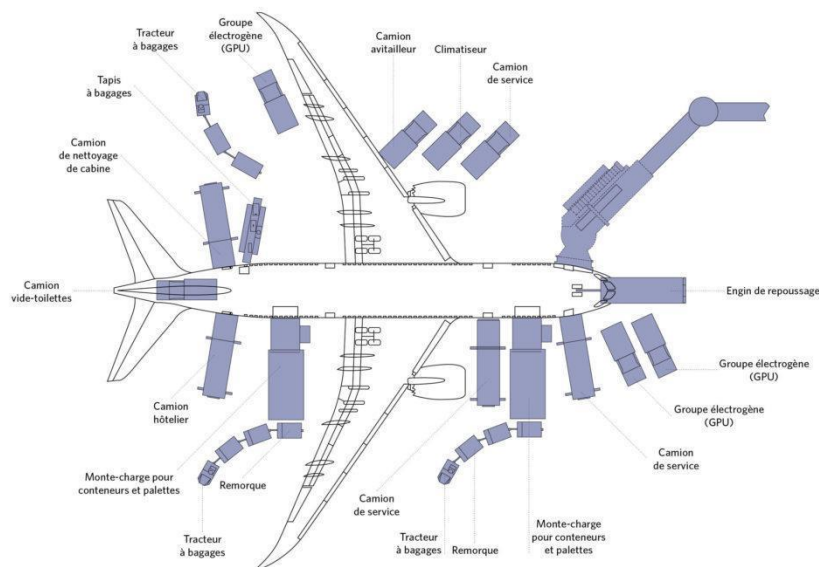 Groupe
électrogène
(GPU)
Tracteur
à bagages
Camion
avitailleur
Climatiseur
Camion
de service
Tapis
à bagages
Camion
de nettoyage
de cabine
Camion
vide-toilettes
Engin de repoussage
Groupe électrogène
(GPU)
Groupe électrogène
(GPU)
Camion
hôtelier
Camion
de service
Monte-charge pour
conteneurs et palettes
Remorque
Camion
de service
Tracteur
à bagages
Tracteur
à bagages
Remorque
Monte-charge
pour conteneurs
et palettes